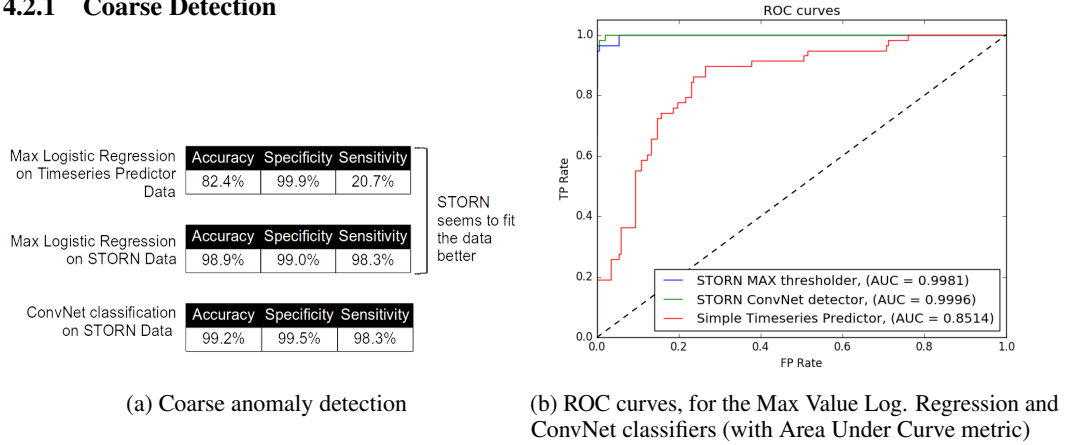 4.2.1 Coarse Detection
Max Logistic Regression
on Timeseries Predictor
Data
Accuracy Specificity Sensitivity
82.4% 99.9% 20.7%
Max Logistic Regression
on STORN Data
Accuracy Specificity Sensitivity
98.9% 99.0% 98.3%
STORN
seems to fit
the data
better
ConvNet classification
on STORN Data
Accuracy Specificity Sensitivity
99.2% 99.5% 98.3%
(a) Coarse anomaly detection
ROC curves
1.0
0.8
0.6
0.4
0.2
0.0
TP Rate
STORN MAX thresholder, (AUC = 0.9981)
STORN ConvNet detector, (AUC = 0.9996)
Simple Timeseries Predictor, (AUC = 0.8514)
0.0 0.2 0.4 0.6 0.8 1.0
FP Rate
(b) ROC curves, for the Max Value Log. Regression and
ConvNet classifiers (with Area Under Curve metric)